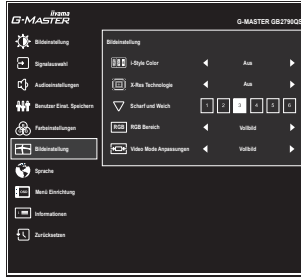 iiyama
G-MASTER
G-MASTER GB2790QS
Bildeinstellung
Signalauswahl
Audioeinstellungen
Benutzer Einst. Speichern
Farbeinstellungen
Bildeinstellung
Sprache
Menü Einrichtung
Informationen
Zurücksetzen
Bildeinstellung
i-Style Color Aus
X-Res Technologie Aus
Scharf und Weich 1 2 3 4 5 6
RGB RGB Bereich Vollbild
Video Mode Anpassungen Vollbild